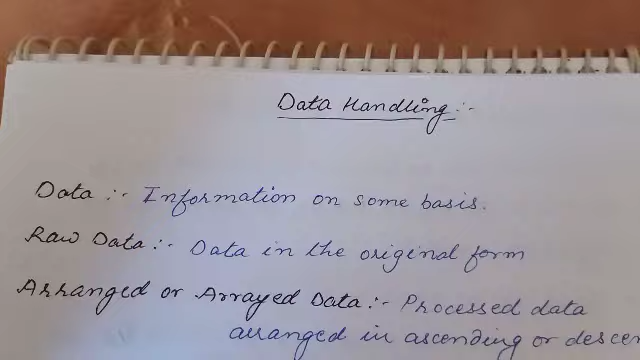 Data Handling :-
Data :- Information on some basis.
Raw Data :- Data in the original form
Arranged or Arrayed Data :- Processed data
arranged in ascending or